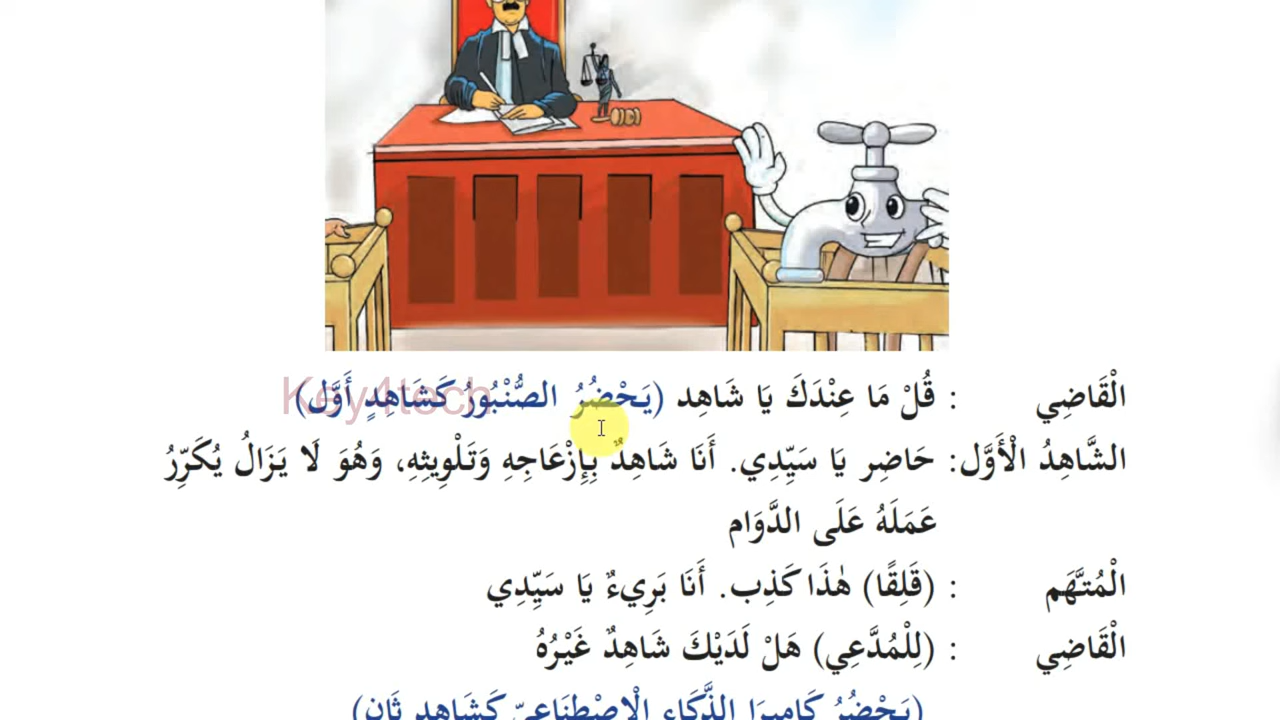 الْقَاضِي : قُلْ مَا عِنْدَكَ يَا شَاهِد (يَحْضُرُ الصُّنْبُورُ كَشَاهِدٍ أَوَّل)
Key4tech
الشَّاهِدُ الْأَوَّل: حَاضِر يَا سَيِّدِي. أَنَا شَاهِدٌ بِإِزْعَاجِهِ وَتَلْوِيثِهِ، وَهُوَ لَا يَزَالُ يُكَرِّرُ
عَمَلَهُ عَلَى الدَّوَام
الْمُتَّهَم : (قَلِقًا) هٰذَا كَذِب. أَنَا بَرِيءٌ يَا سَيِّدِي
الْقَاضِي : (لِلْمُدَّعِي) هَلْ لَدَيْكَ شَاهِدٌ غَيْرُهُ
(يَحْضُرُ كَامِيرَا الذَّكَاءِ الْاِصْطِنَاعِيّ كَشَاهِدٍ ثَانٍ)